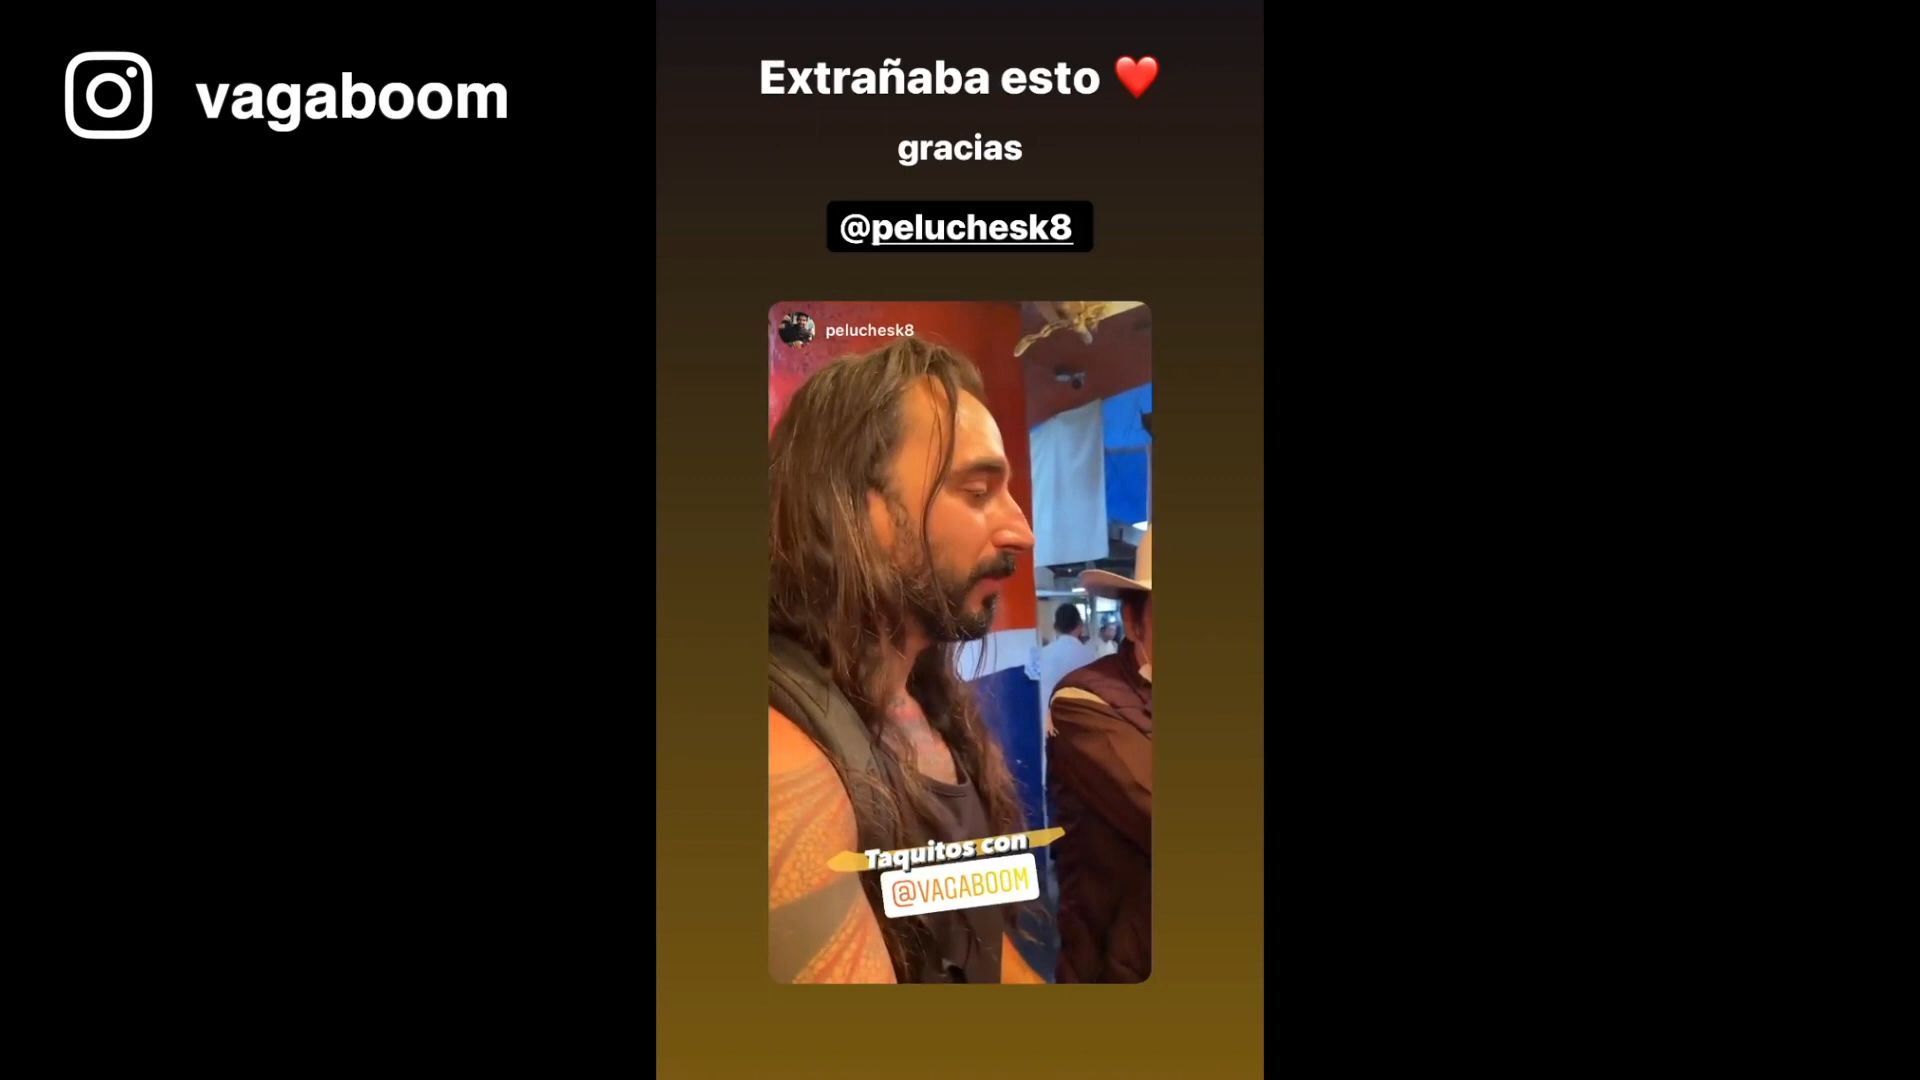 vagaboom
Extrañaba esto ❤️
gracias
@peluchesk8
peluchesk8
Taquitos con
@VAGABOOM